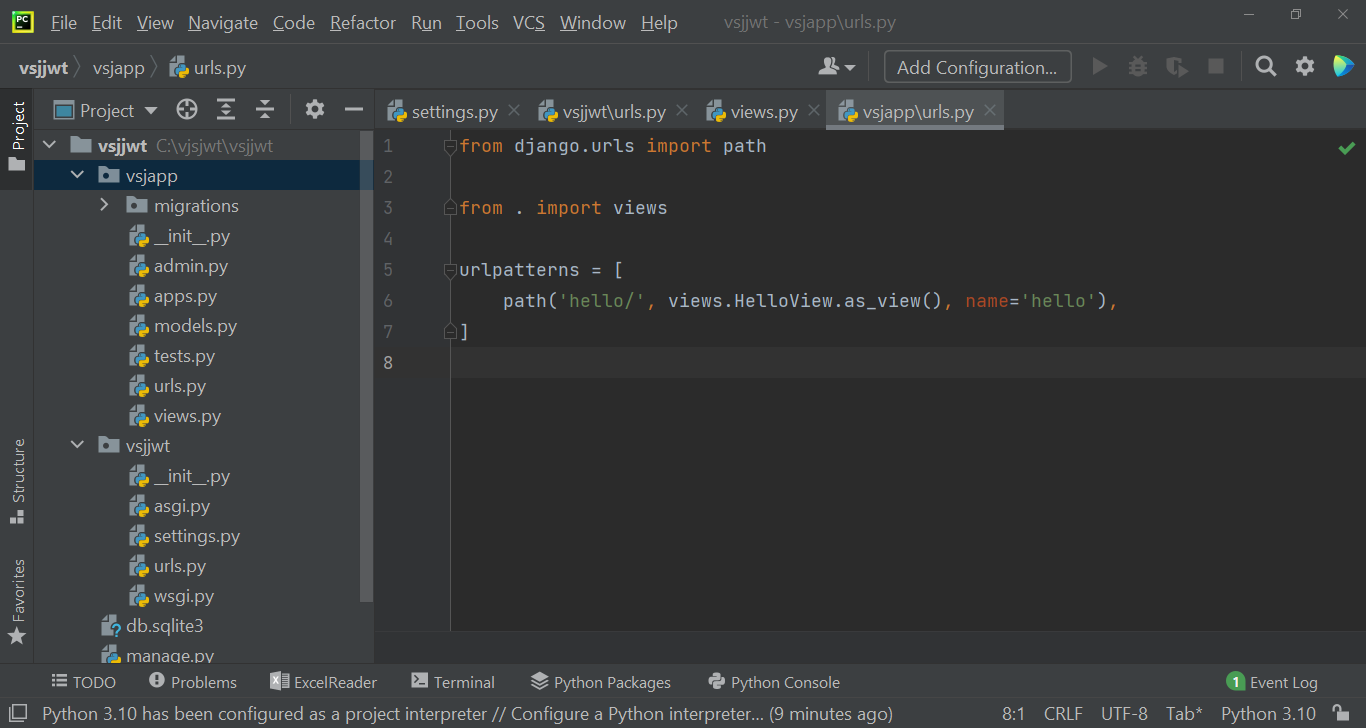 PC File Edit View Navigate Code Refactor Run Tools VCS Window Help vsjjwt - vsjapp\urls.py
vsjjwt vsjapp urls.py Add Configuration...
Project
Project
settings.py vsjjwt\urls.py views.py vsjapp\urls.py
vsjjwt C:\vjsjwt\vsjjwt
vsjapp
migrations
__init__.py
admin.py
apps.py
models.py
tests.py
urls.py
views.py
vsjjwt
__init__.py
asgi.py
settings.py
urls.py
wsgi.py
db.sqlite3
manage.py
1 from django.urls import path
2
3 from . import views
4
5 urlpatterns = [
6 path('hello/', views.HelloView.as_view(), name='hello'),
7 ]
8
Structure
Favorites
TODO Problems ExcelReader Terminal Python Packages Python Console 1 Event Log
Python 3.10 has been configured as a project interpreter // Configure a Python interpreter... (9 minutes ago) 8:1 CRLF UTF-8 Tab* Python 3.10